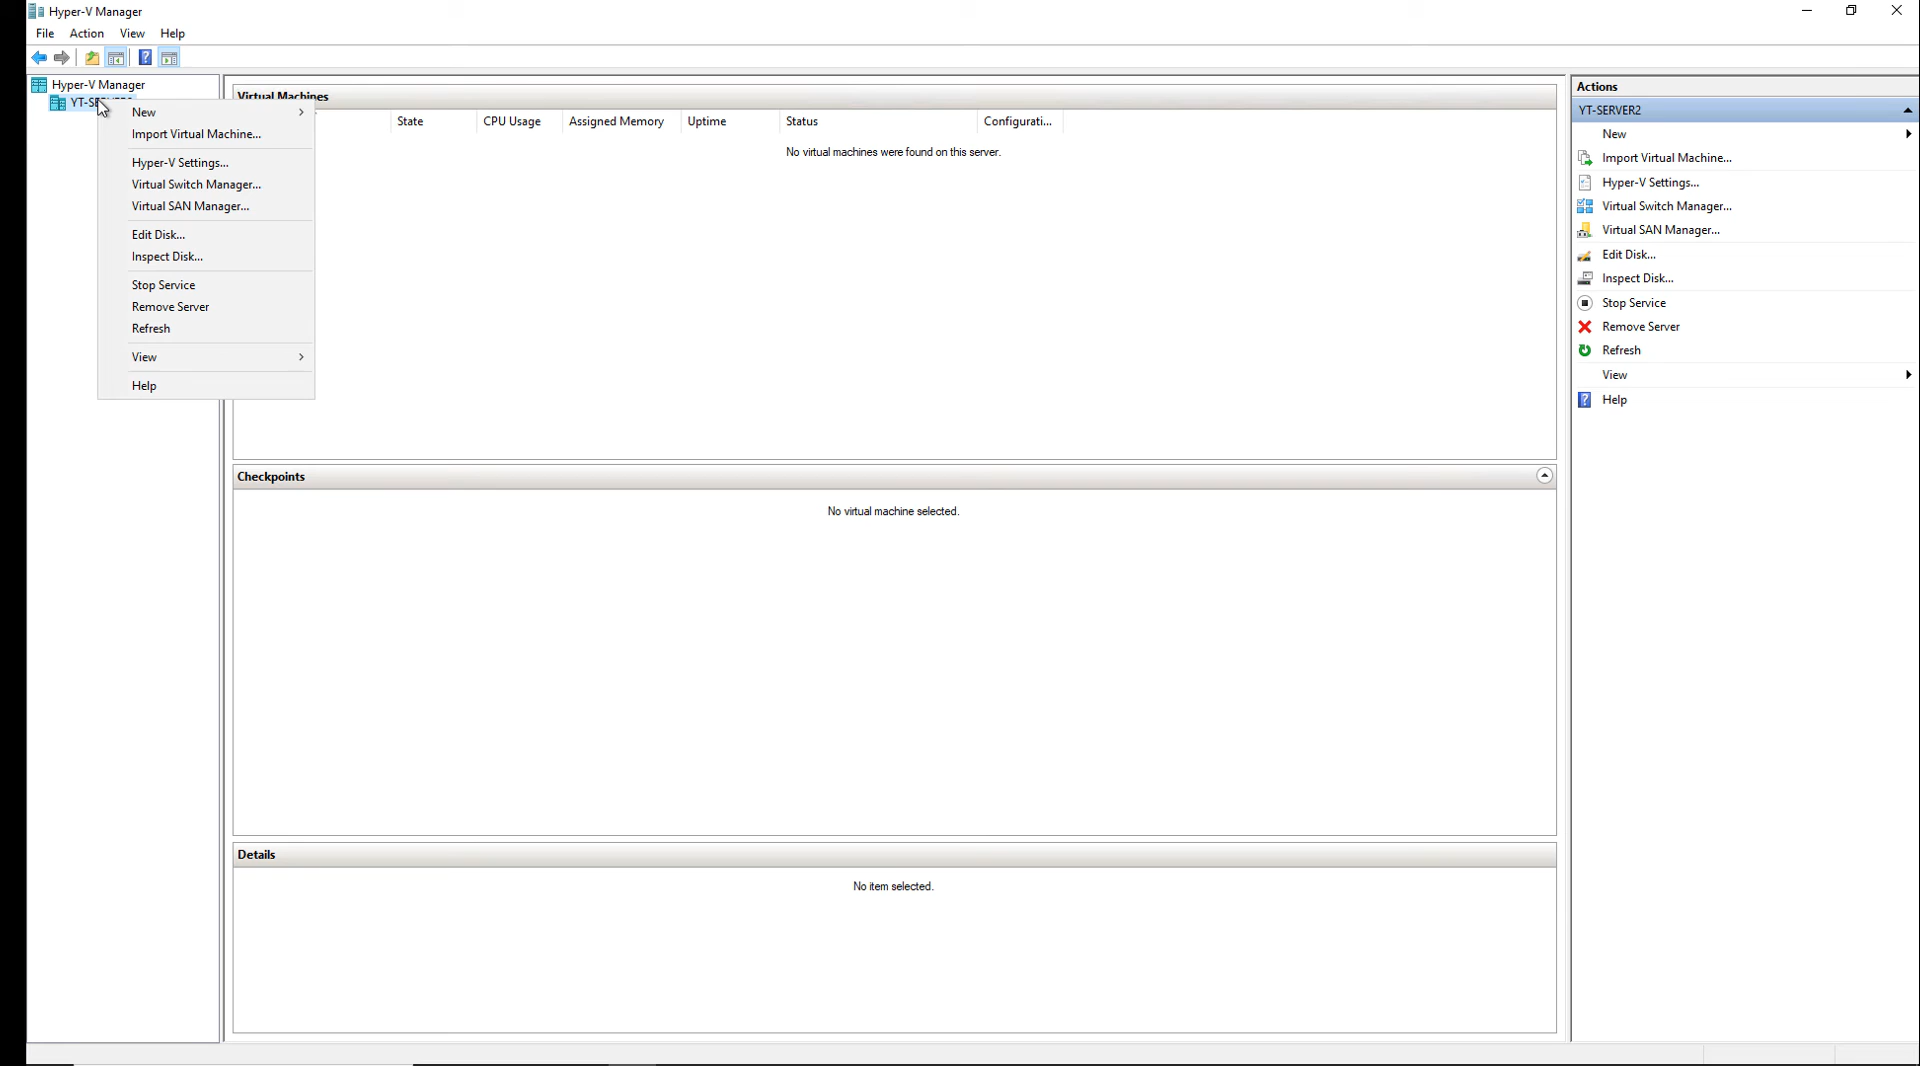 Hyper-V Manager
File Action View Help
Hyper-V Manager
New
Import Virtual Machine...
Hyper-V Settings...
Virtual Switch Manager...
Virtual SAN Manager...
Edit Disk...
Inspect Disk...
Stop Service
Remove Server
Refresh
View
Help
Virtual Machines
State CPU Usage Assigned Memory Uptime Status Configurati...
No virtual machines were found on this server.
Checkpoints
No virtual machine selected.
Details
No item selected.
Actions
YT-SERVER2
New
Import Virtual Machine...
Hyper-V Settings...
Virtual Switch Manager...
Virtual SAN Manager...
Edit Disk...
Inspect Disk...
Stop Service
Remove Server
Refresh
View
Help